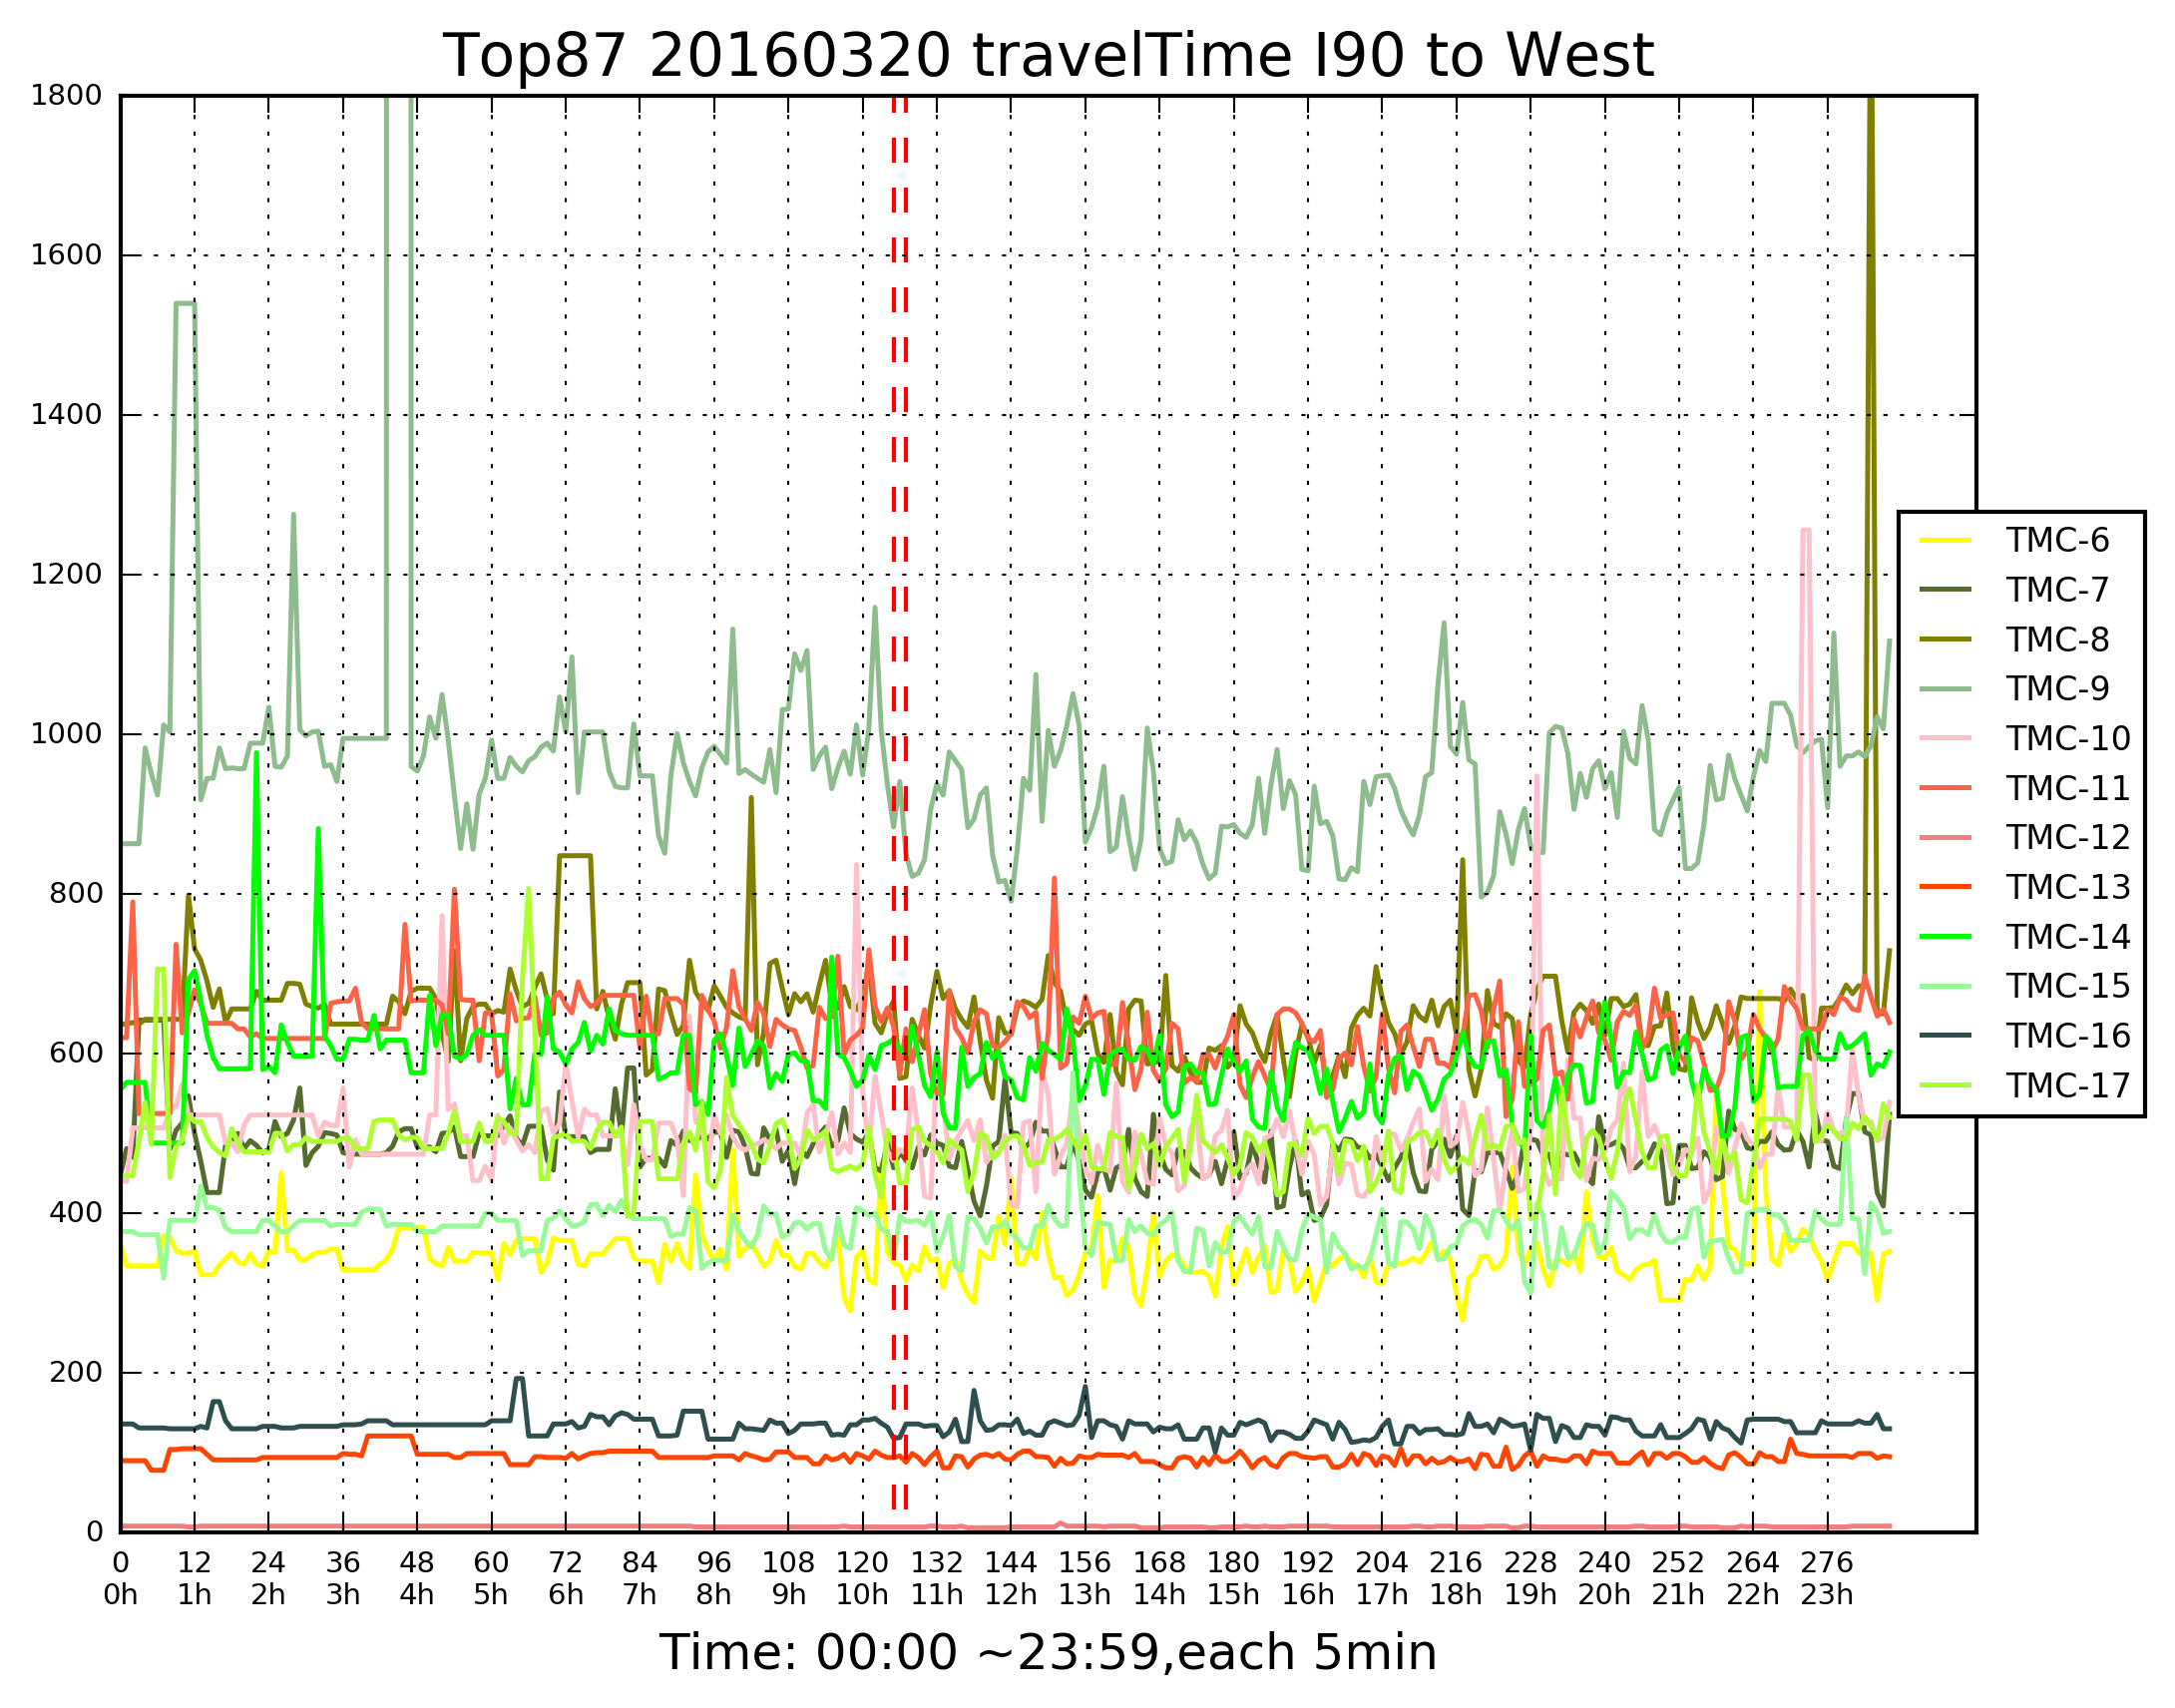 Top87 20160320 travelTime I90 to West
1800
1600
1400
1200
1000
800
600
400
200
0
TMC-6
TMC-7
TMC-8
TMC-9
TMC-10
TMC-11
TMC-12
TMC-13
TMC-14
TMC-15
TMC-16
TMC-17
0 12 24 36 48 60 72 84 96 108 120 132 144 156 168 180 192 204 216 228 240 252 264 276
0h 1h 2h 3h 4h 5h 6h 7h 8h 9h 10h 11h 12h 13h 14h 15h 16h 17h 18h 19h 20h 21h 22h 23h
Time: 00:00 ~23:59,each 5min